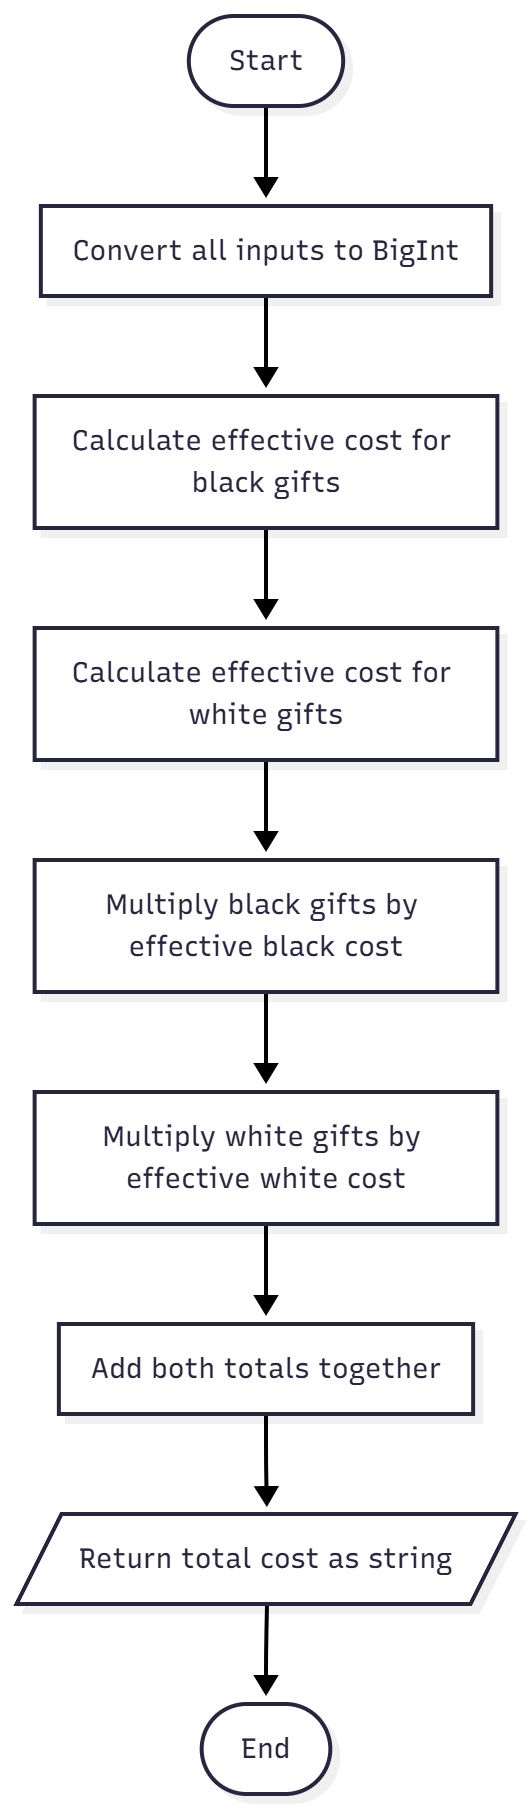 Start
Convert all inputs to BigInt
Calculate effective cost for
black gifts
Calculate effective cost for
white gifts
Multiply black gifts by
effective black cost
Multiply white gifts by
effective white cost
Add both totals together
Return total cost as string
End